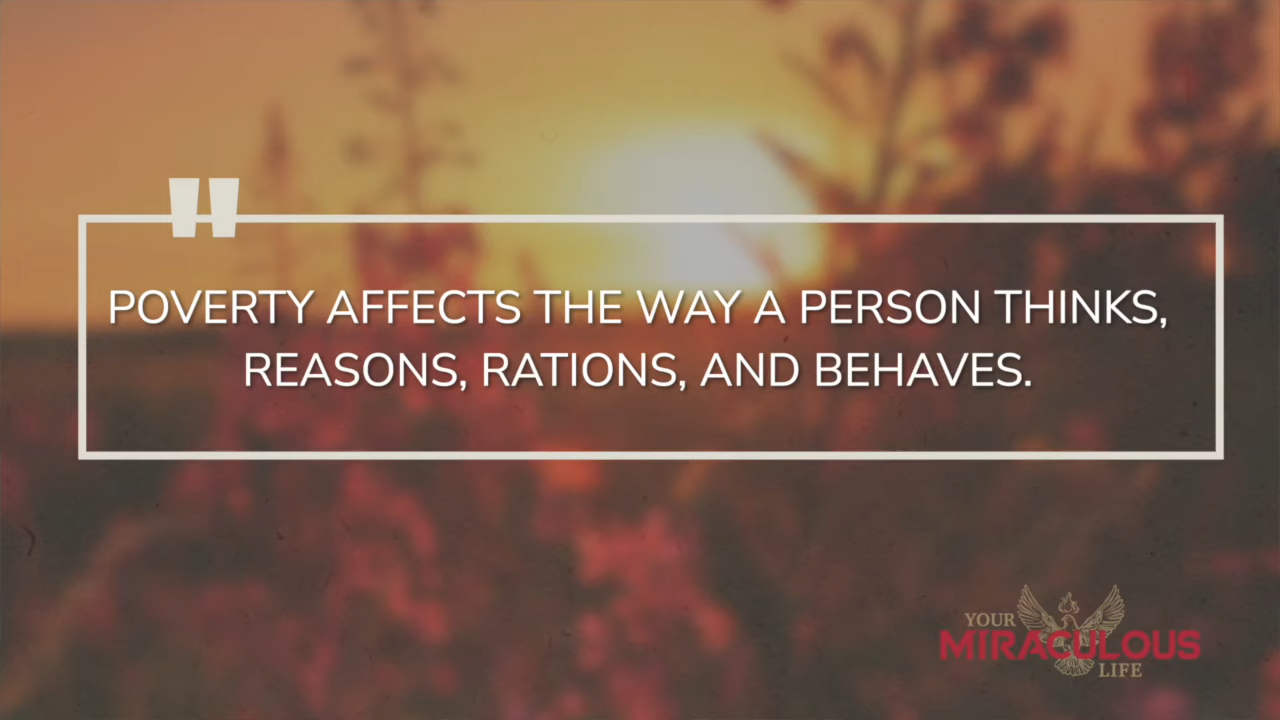 "
POVERTY AFFECTS THE WAY A PERSON THINKS,
REASONS, RATIONS, AND BEHAVES.
YOUR
MIRACULOUS
LIFE